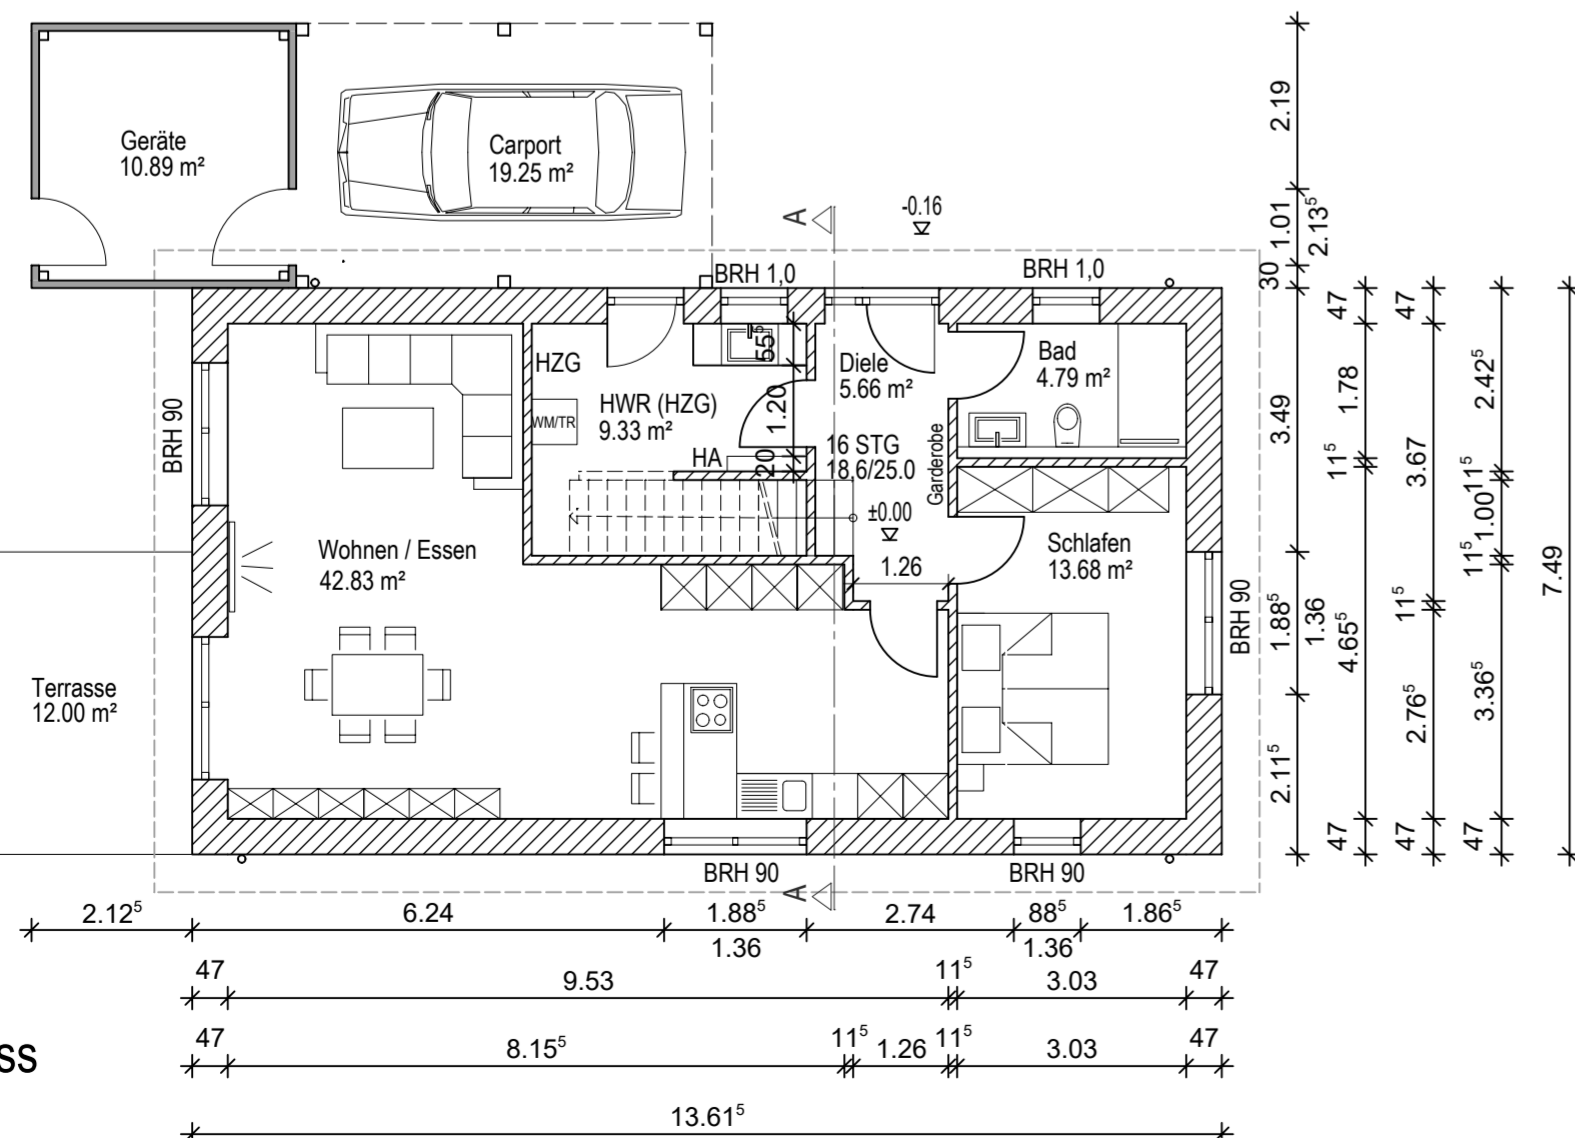 Geräte
10.89 m²
Carport
19.25 m²
A
-0.16
2.19
1.01
2.13⁵
30
BRH 1,0
BRH 1,0
47
47
HZG
55⁵
Diele
5.66 m²
Bad
4.79 m²
1.78
2.42⁵
BRH 90
WM/TR
HWR (HZG)
9.33 m²
1.20
3.49
HA
20
16 STG
18,6/25.0
Garderobe
11⁵
3.67
11⁵
±0.00
1.00
Wohnen / Essen
42.83 m²
1.26
Schlafen
13.68 m²
11⁵
7.49
BRH 90
1.88⁵
1.36
4.65⁵
11⁵
Terrasse
12.00 m²
2.76⁵
3.36⁵
2.11⁵
47
47
47
BRH 90
A
BRH 90
2.12⁵
6.24
1.88⁵
1.36
2.74
88⁵
1.36
1.86⁵
47
9.53
11⁵
3.03
47
ss
47
8.15⁵
11⁵
1.26
11⁵
3.03
47
13.61⁵